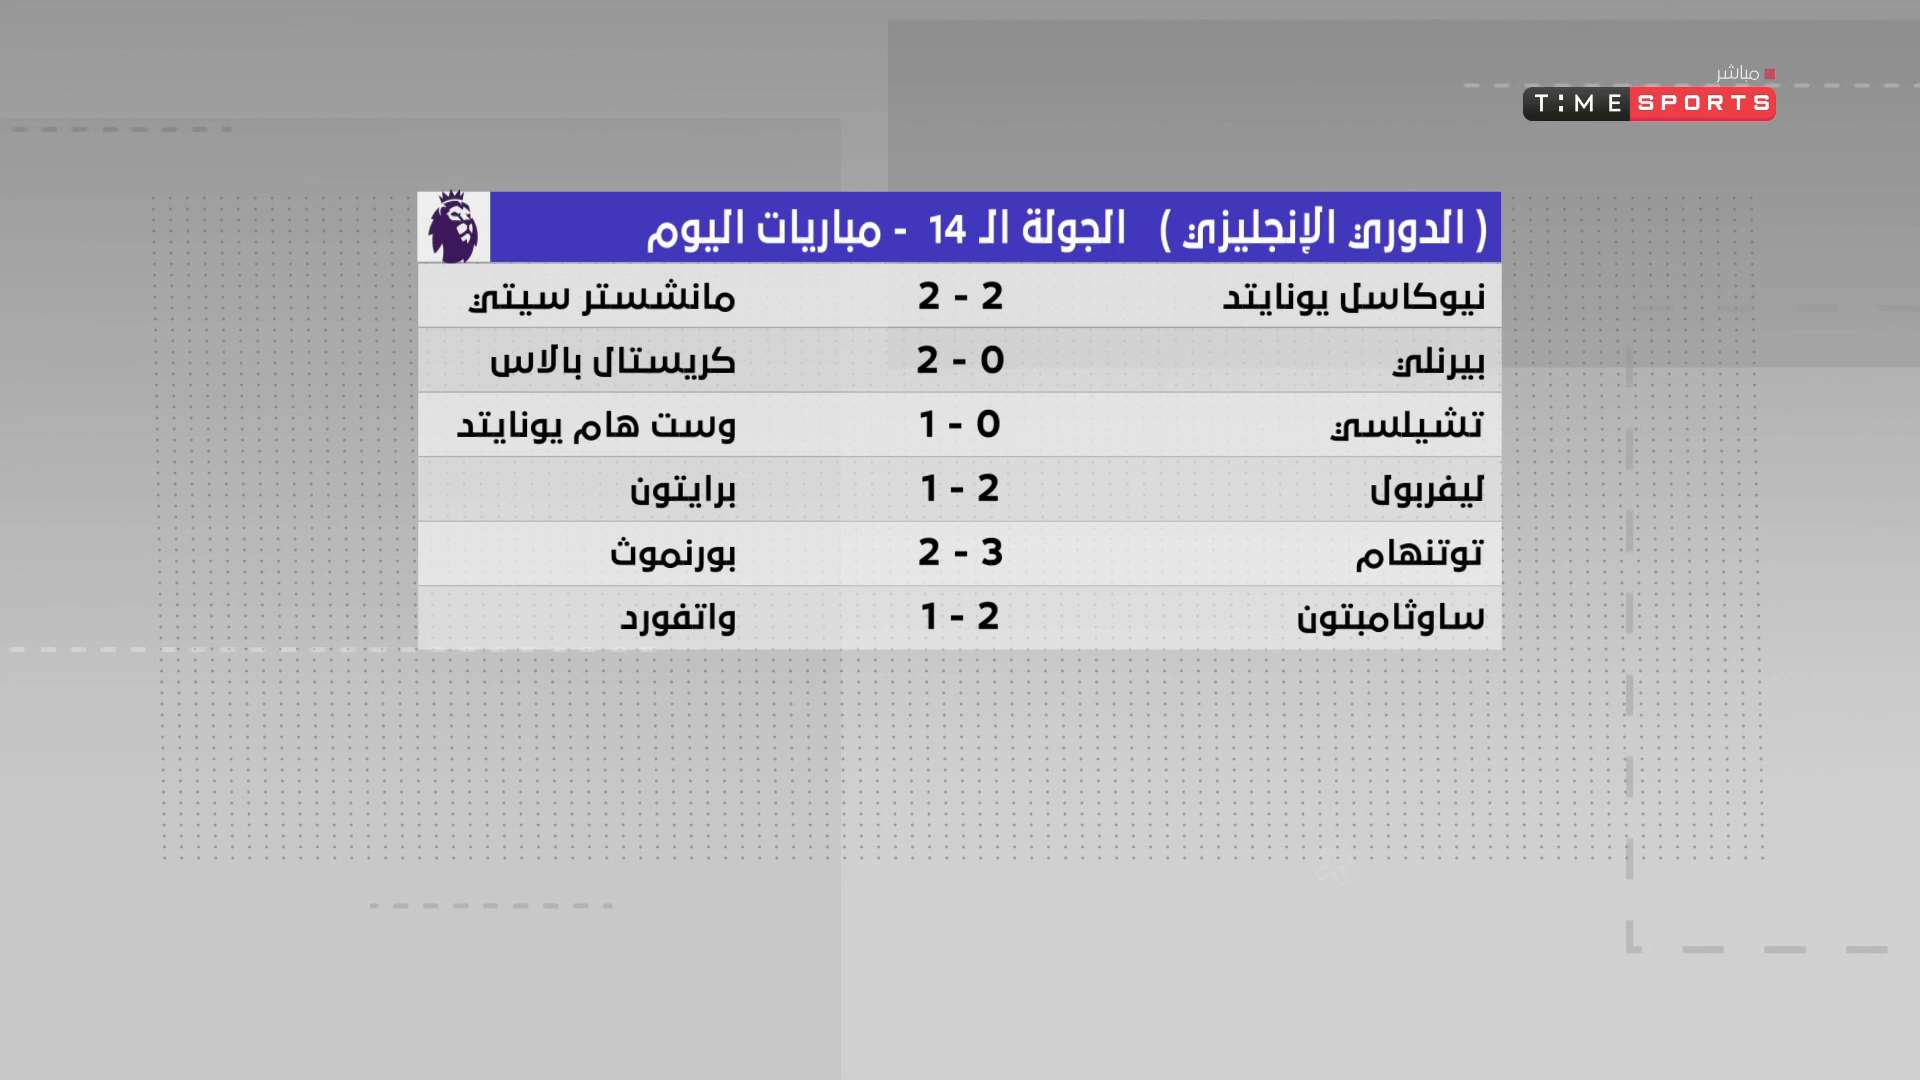 مباشر
TIME SPORTS
( الدوري الإنجليزي ) الجولة الـ 14 - مباريات اليوم
نيوكاسل يونايتد 2 - 2 مانشستر سيتي
بيرنلي 0 - 2 كريستال بالاس
تشيلسي 0 - 1 وست هام يونايتد
ليفربول 2 - 1 برايتون
توتنهام 3 - 2 بورنموث
ساوثامبتون 2 - 1 واتفورد